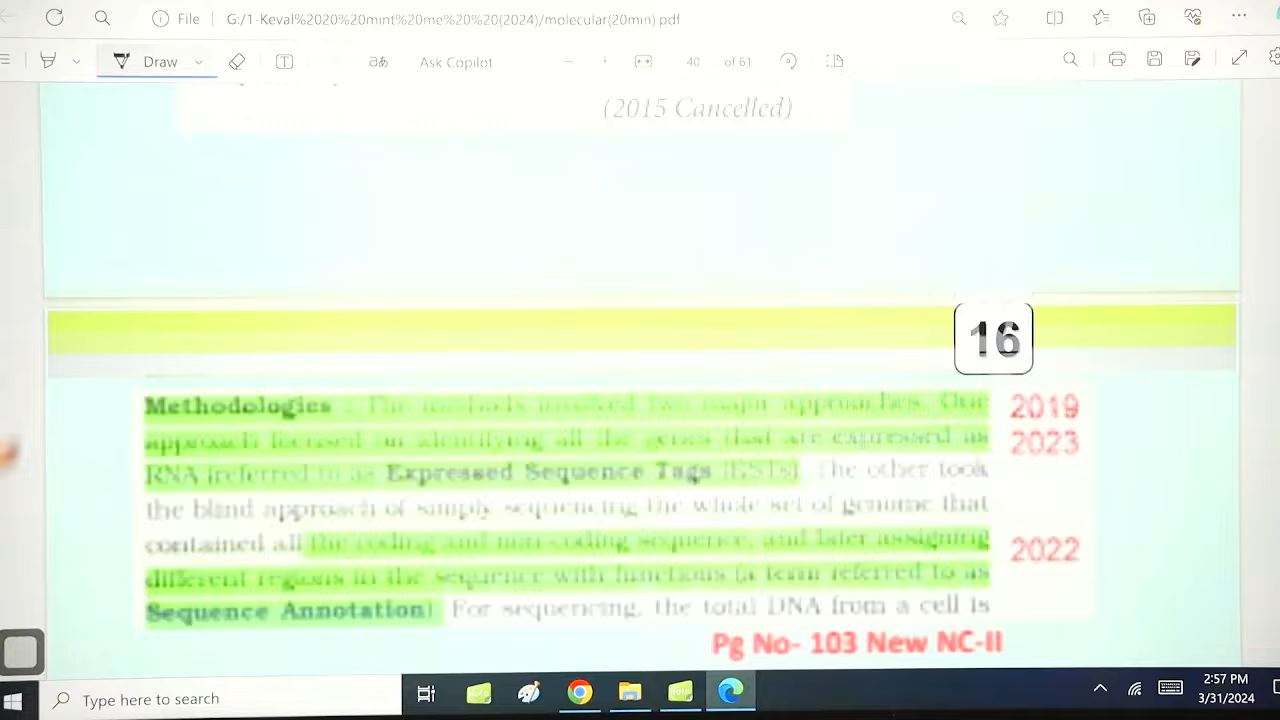 File
G:/1-Keval%2020%20mint%20me%20%20(2024)/molecular(20min).pdf
Draw
T
aあ
Ask Copilot
40
of 61
(2015 Cancelled)
16
Methodologies : The methods involved two major approaches. One 2019
approach focused on identifying all the genes that are expressed as 2023
RNA (referred to as Expressed Sequence Tags (ESTs). The other took
the blind approach of simply sequencing the whole set of genome that
contained all the coding and non-coding sequence, and later assigning 2022
different regions in the sequence with functions (a term referred to as
Sequence Annotation). For sequencing, the total DNA from a cell is
Pg No- 103 New NC-II
Type here to search
2:57 PM
3/31/2024